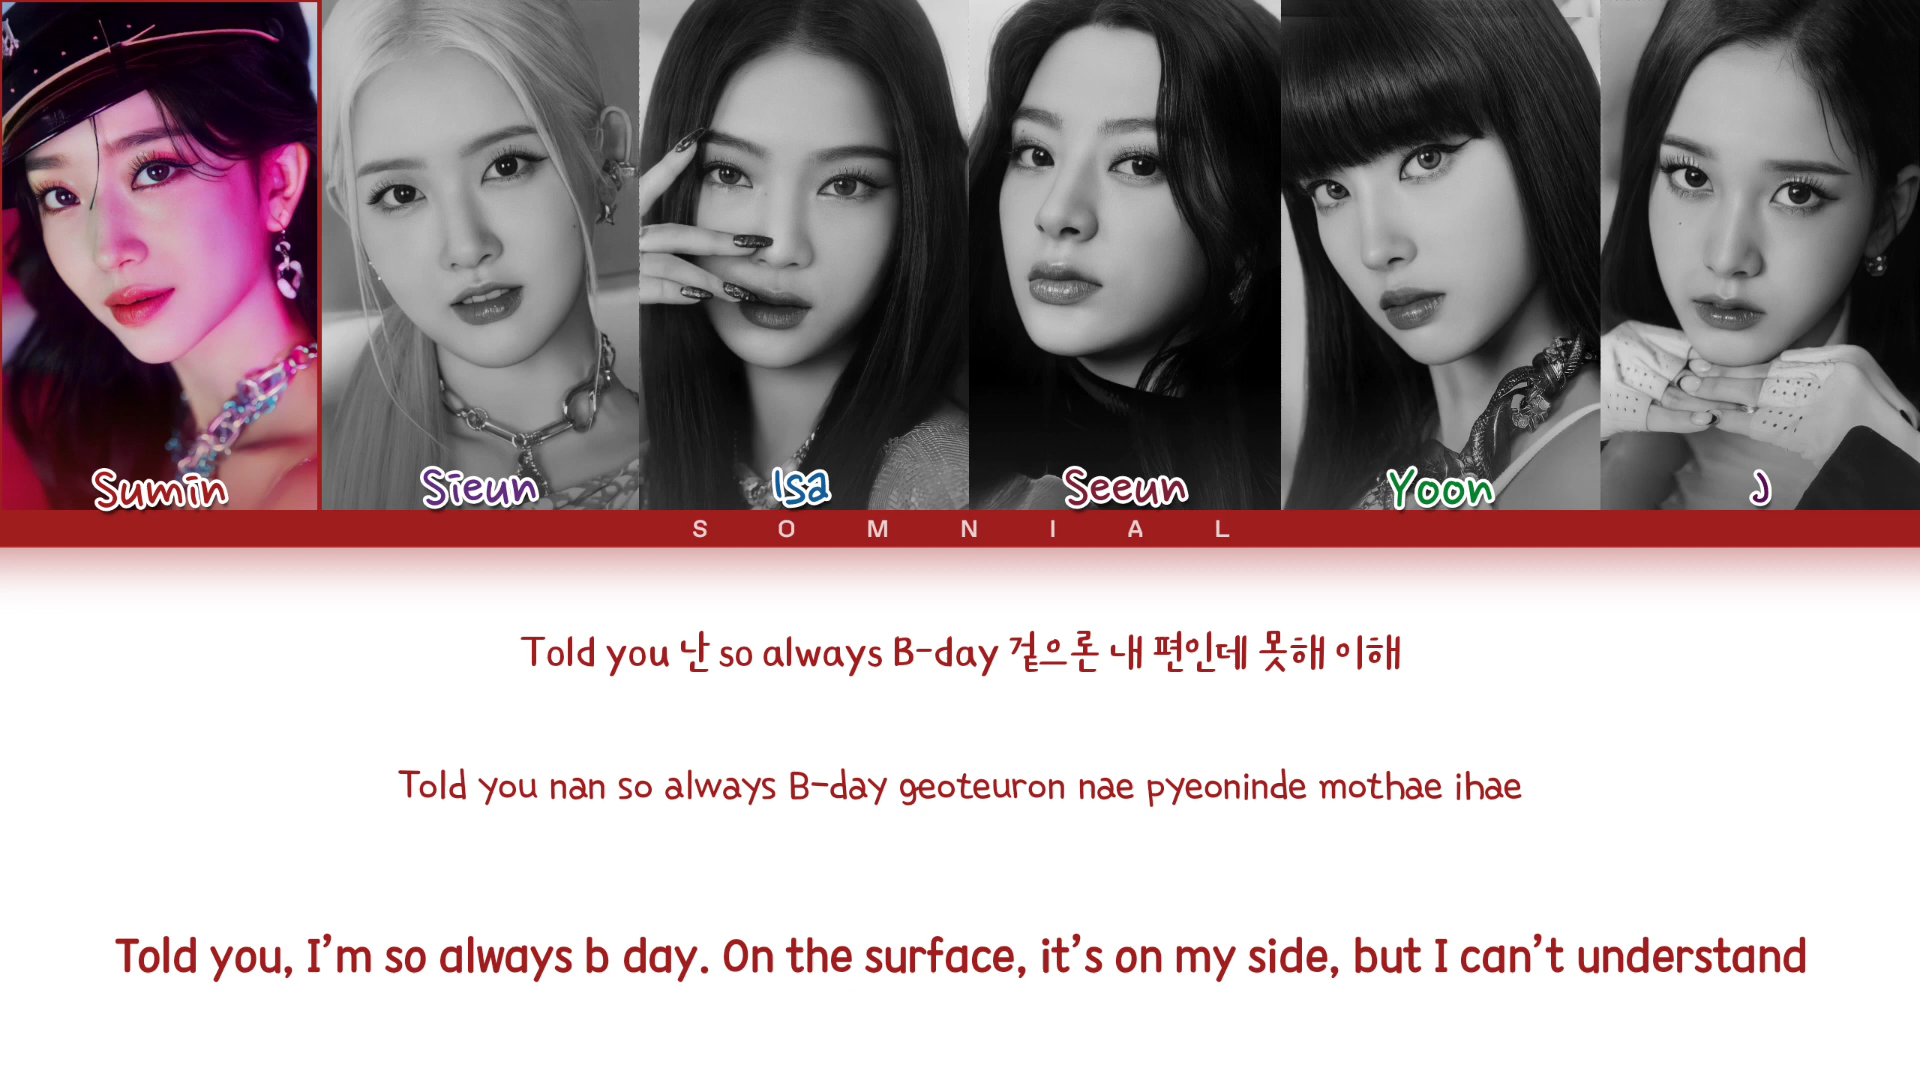 Sumin
Sieun
Isa
Seeun
Yoon
J
SOMNIAL
Told you 난 so always B-day 겉으론 내 편인데 못해 이해
Told you nan so always B-day geoteuron nae pyeoninde mothae ihae
Told you, I'm so always b day. On the surface, it's on my side, but I can't understand